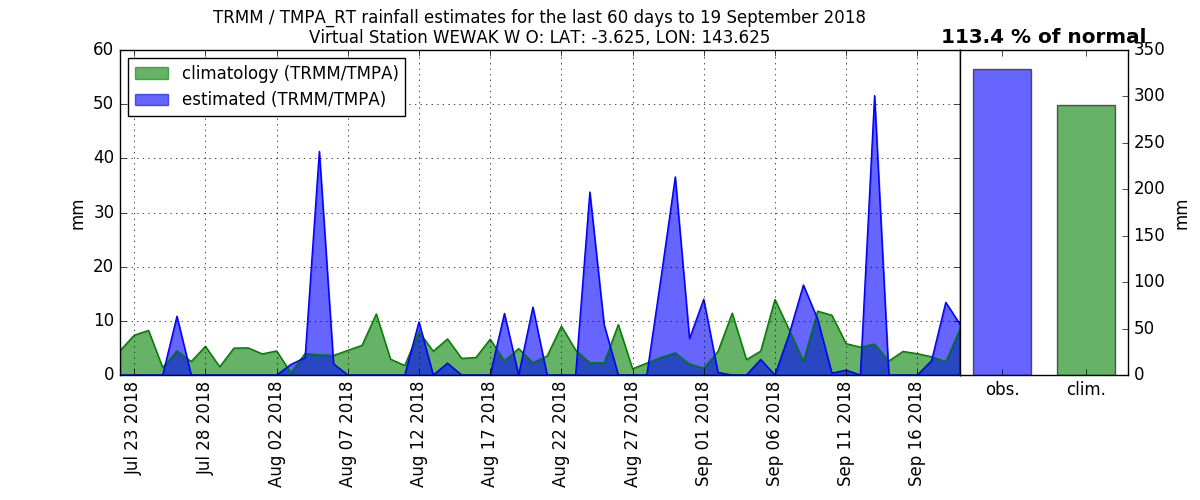 TRMM / TMPA_RT rainfall estimates for the last 60 days to 19 September 2018
Virtual Station WEWAK W O: LAT: -3.625, LON: 143.625
113.4 % of normal
climatology (TRMM/TMPA)
estimated (TRMM/TMPA)
60
50
40
30
20
10
0
mm
350
300
250
200
150
100
50
0
mm
Jul 23 2018
Jul 28 2018
Aug 02 2018
Aug 07 2018
Aug 12 2018
Aug 17 2018
Aug 22 2018
Aug 27 2018
Sep 01 2018
Sep 06 2018
Sep 11 2018
Sep 16 2018
obs.
clim.